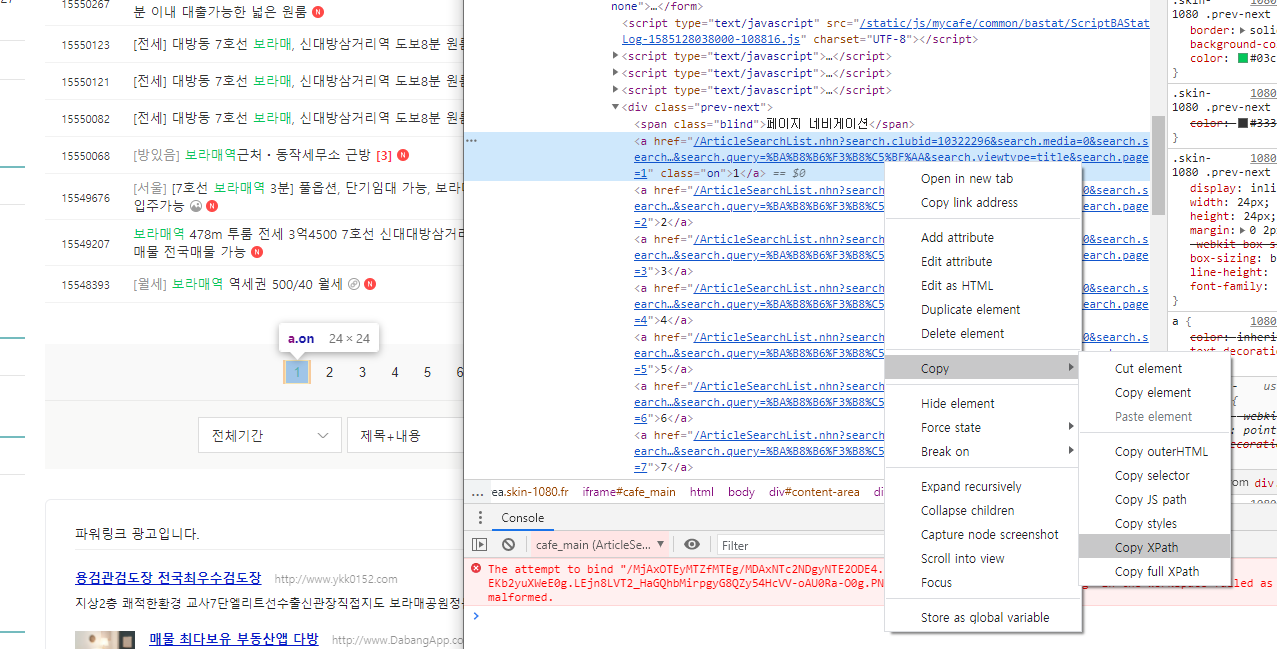 15550267
분 이내 대출가능한 넓은 원룸 N
15550123 [전세] 대방동 7호선 보라매, 신대방삼거리역 도보8분 원룸
15550121 [전세] 대방동 7호선 보라매, 신대방삼거리역 도보8분 원룸
15550082 [전세] 대방동 7호선 보라매, 신대방삼거리역 도보8분 원룸
15550068 [방있음] 보라매역근처・동작세무소 근방 [3] N
15549676 [서울] [7호선 보라매역 3분] 풀옵션, 단기임대 가능, 보라매
입주가능 N
15549207 보라매역 478m 투룸 전세 3억4500 7호선 신대대방삼거리
매물 전국매물 가능 N
15548393 [월세] 보라매역 역세권 500/40 월세 N
a.on 24 × 24
1 2 3 4 5 6
전체기간 제목+내용
파워링크 광고입니다.
용검관검도장 전국최우수검도장 http://www.ykk0152.com
지상2층 쾌적한환경 교사7단엘리트선수출신관장직접지도 보라매공원정
매물 최다보유 부동산앱 다방 http://www.DabangApp.co
none">…</form>
<script type="text/javascript" src="/static/js/mycafe/common/bastat/ScriptBAStat
Log-1585128038000-108816.js" charset="UTF-8"></script>
<script type="text/javascript">…</script>
<script type="text/javascript">…</script>
<script type="text/javascript">…</script>
<div class="prev-next">
<span class="blind">페이지 네비게이션</span>
<a href="/ArticleSearchList.nhn?search.clubid=10322296&search.media=0&search.s
earch…&search.query=%BA%B8%B6%F3%B8%C5%BF%AA&search.viewtype=title&search.page
=1" class="on">1</a> == $0
<a href="/ArticleSearchList.nhn?search 0&search.s
earch…&search.query=%BA%B8%B6%F3%B8%C5 search.page
=2">2</a>
<a href="/ArticleSearchList.nhn?search 0&search.s
earch…&search.query=%BA%B8%B6%F3%B8%C5 search.page
=3">3</a>
<a href="/ArticleSearchList.nhn?search 0&search.s
earch…&search.query=%BA%B8%B6%F3%B8%C5 search.page
=4">4</a>
<a href="/ArticleSearchList.nhn?search 0&search.s
earch…&search.query=%BA%B8%B6%F3%B8%C5 search.page
=5">5</a>
<a href="/ArticleSearchList.nhn?search
earch…&search.query=%BA%B8%B6%F3%B8%C5
=6">6</a>
<a href="/ArticleSearchList.nhn?search
earch…&search.query=%BA%B8%B6%F3%B8%C5
=7">7</a>
… ea.skin-1080.fr iframe#cafe_main html body div#content-area di
Console
cafe_main (ArticleSe… ▼ Filter
The attempt to bind "/MjAxOTEyMTZfMTEg/MDAxNTc2NDgyNTE2ODE4.
EKb2yuXWeE0g.LEjn8LVT2_HaGQhbMirpgyG8QZy54HcVV-oAU0Ra-O0g.PN
malformed.
Open in new tab
Copy link address
Add attribute
Edit attribute
Edit as HTML
Duplicate element
Delete element
Copy
Hide element
Force state
Break on
Expand recursively
Collapse children
Capture node screenshot
Scroll into view
Focus
Store as global variable
Cut element
Copy element
Paste element
Copy outerHTML
Copy selector
Copy JS path
Copy styles
Copy XPath
Copy full XPath
.skin- 1080
1080 .prev-next
border: soli
background-co
color: #03c
}
.skin- 1080
1080 .prev-next
color: #333
}
.skin- 1080
1080 .prev-next
display: inli
width: 24px;
height: 24px;
margin: 0 2p
-webkit-box-s
box-sizing: b
line-height:
font-family:
}
a { 1080
color: inheri
text-decorati